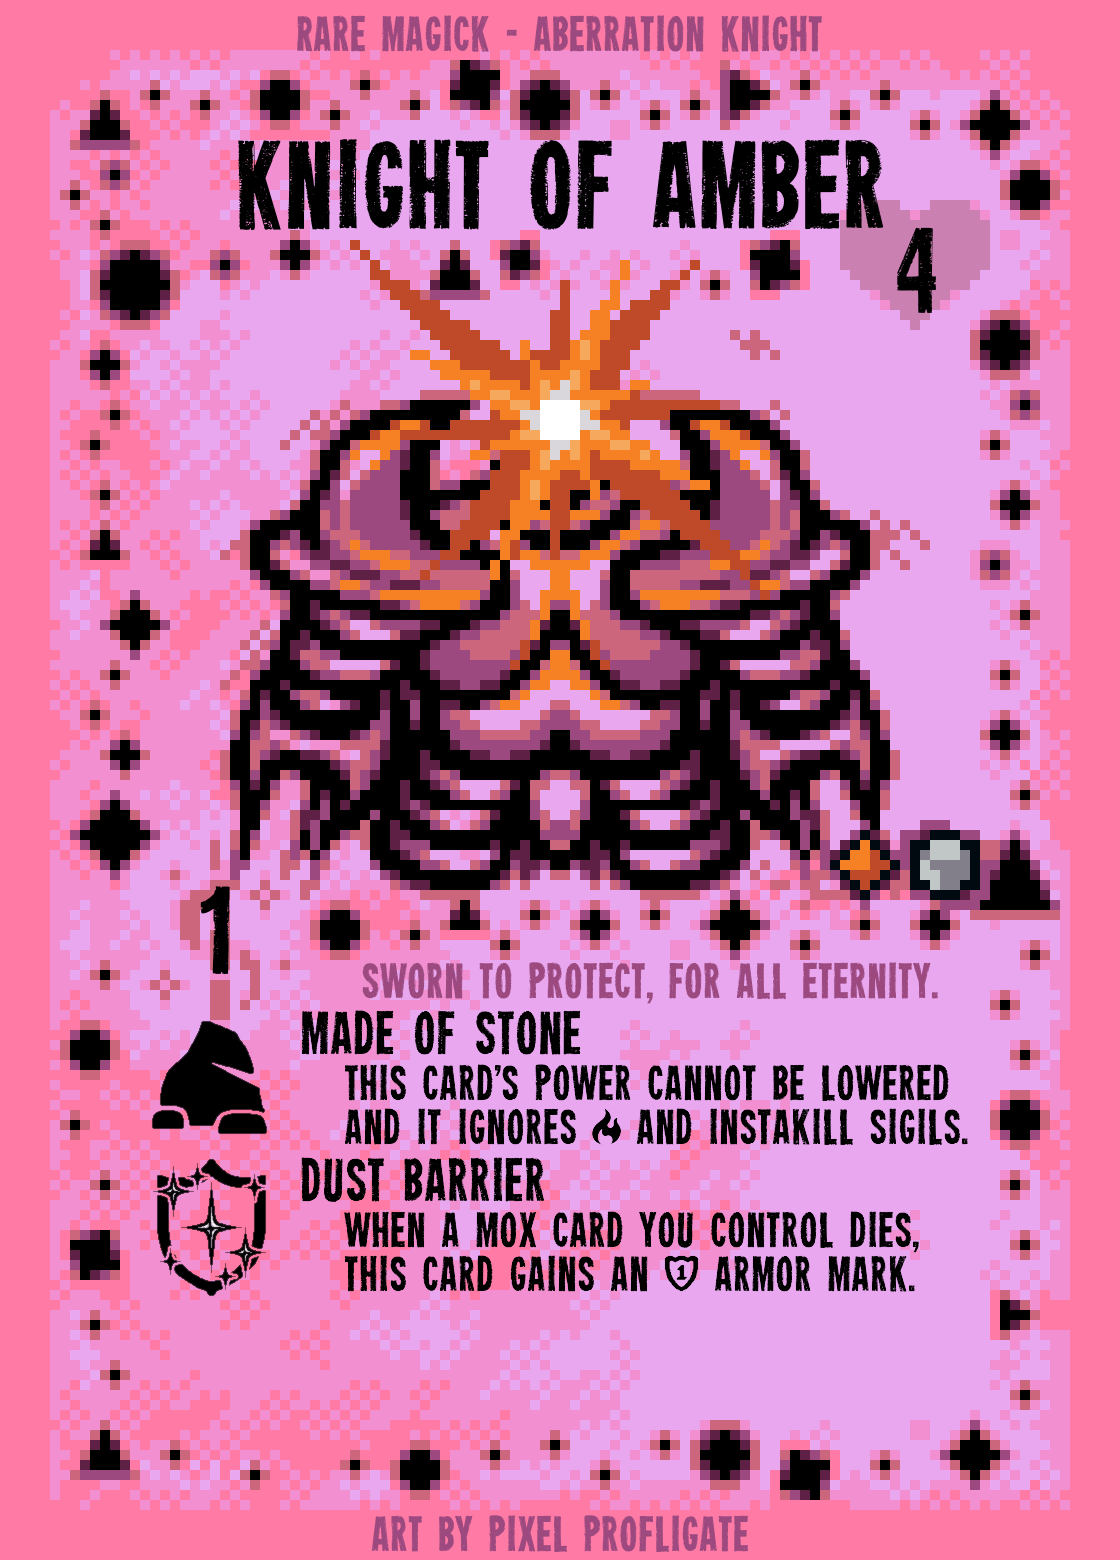 RARE MAGICK - ABERRATION KNIGHT
KNIGHT OF AMBER
4
1
SWORN TO PROTECT, FOR ALL ETERNITY.
MADE OF STONE
THIS CARD'S POWER CANNOT BE LOWERED
AND IT IGNORES AND INSTAKILL SIGILS.
DUST BARRIER
WHEN A MOX CARD YOU CONTROL DIES,
THIS CARD GAINS AN 1 ARMOR MARK.
ART BY PIXEL PROFLIGATE